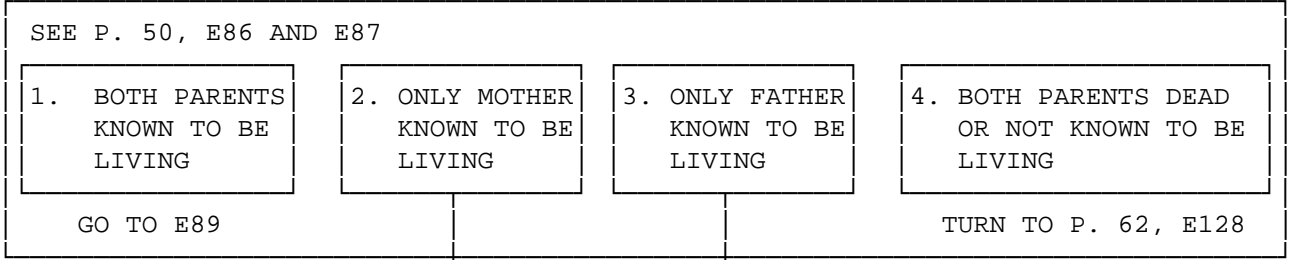 SEE P. 50, E86 AND E87
1. BOTH PARENTS KNOWN TO BE LIVING
2. ONLY MOTHER KNOWN TO BE LIVING
3. ONLY FATHER KNOWN TO BE LIVING
4. BOTH PARENTS DEAD OR NOT KNOWN TO BE LIVING
GO TO E89
TURN TO P. 62, E128